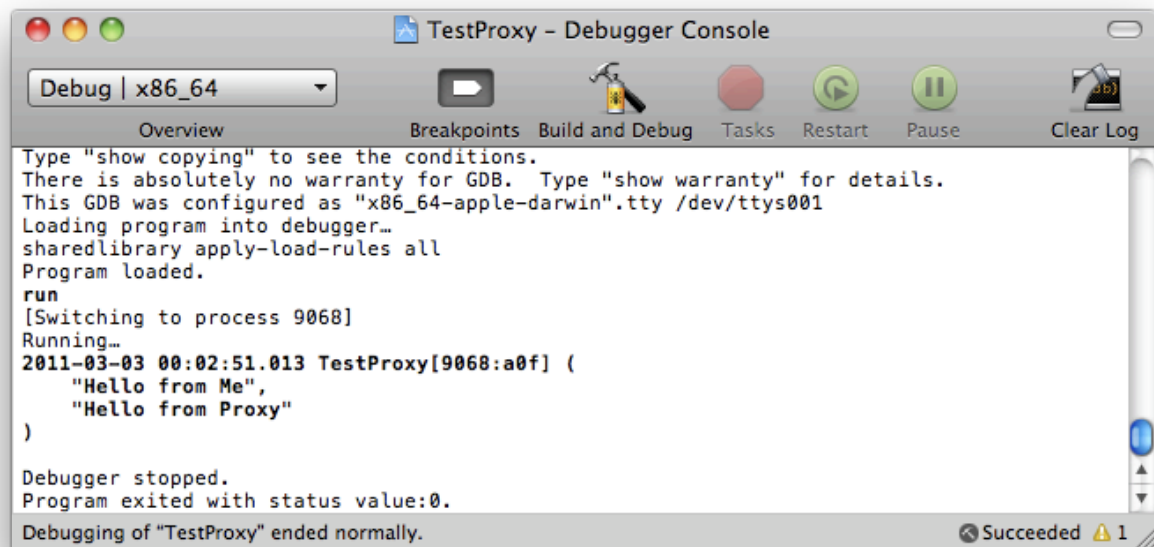 TestProxy – Debugger Console
Debug | x86_64
Overview
Breakpoints
Build and Debug
Tasks
Restart
Pause
Clear Log
Type "show copying" to see the conditions.
There is absolutely no warranty for GDB.  Type "show warranty" for details.
This GDB was configured as "x86_64-apple-darwin".tty /dev/ttys001
Loading program into debugger…
sharedlibrary apply-load-rules all
Program loaded.
run
[Switching to process 9068]
Running…
2011-03-03 00:02:51.013 TestProxy[9068:a0f] (
    "Hello from Me",
    "Hello from Proxy"
)
Debugger stopped.
Program exited with status value:0.
Debugging of “TestProxy” ended normally.
Succeeded
1